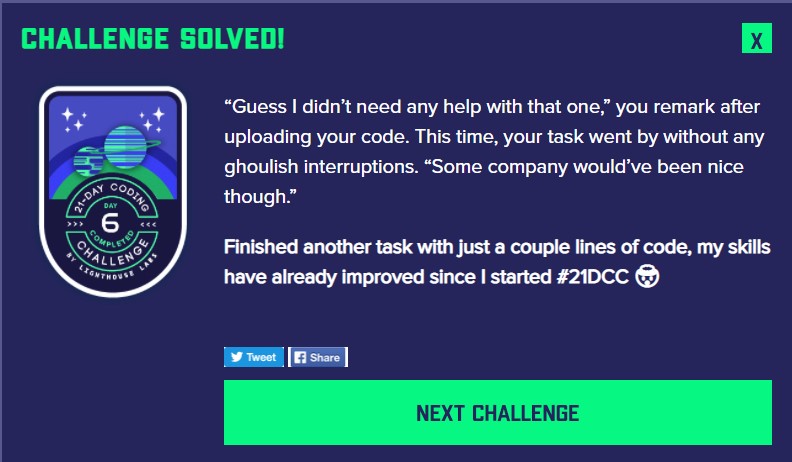 CHALLENGE SOLVED!
X
“Guess I didn’t need any help with that one,” you remark after
uploading your code. This time, your task went by without any
ghoulish interruptions. “Some company would’ve been nice
though.”
21-DAY CODING
DAY
6
COMPLETED
CHALLENGE
BY LIGHTHOUSE LABS
Finished another task with just a couple lines of code, my skills
have already improved since I started #21DCC
Tweet
Share
NEXT CHALLENGE